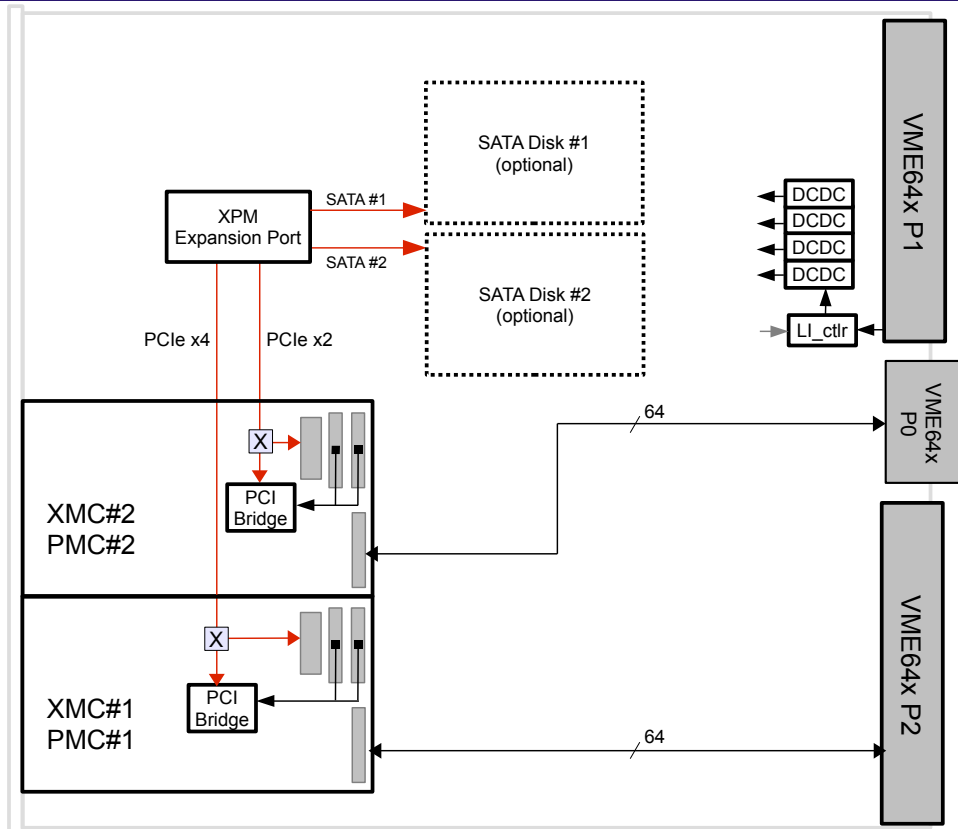 SATA Disk #1
(optional)
VME64x P1
XPM
Expansion Port
SATA #1
SATA #2
DCDC
DCDC
DCDC
DCDC
SATA Disk #2
(optional)
LI_ctlr
PCIe x4
PCIe x2
VME64x
P0
64
X
PCI
Bridge
XMC#2
PMC#2
VME64x P2
X
PCI
Bridge
XMC#1
PMC#1
64